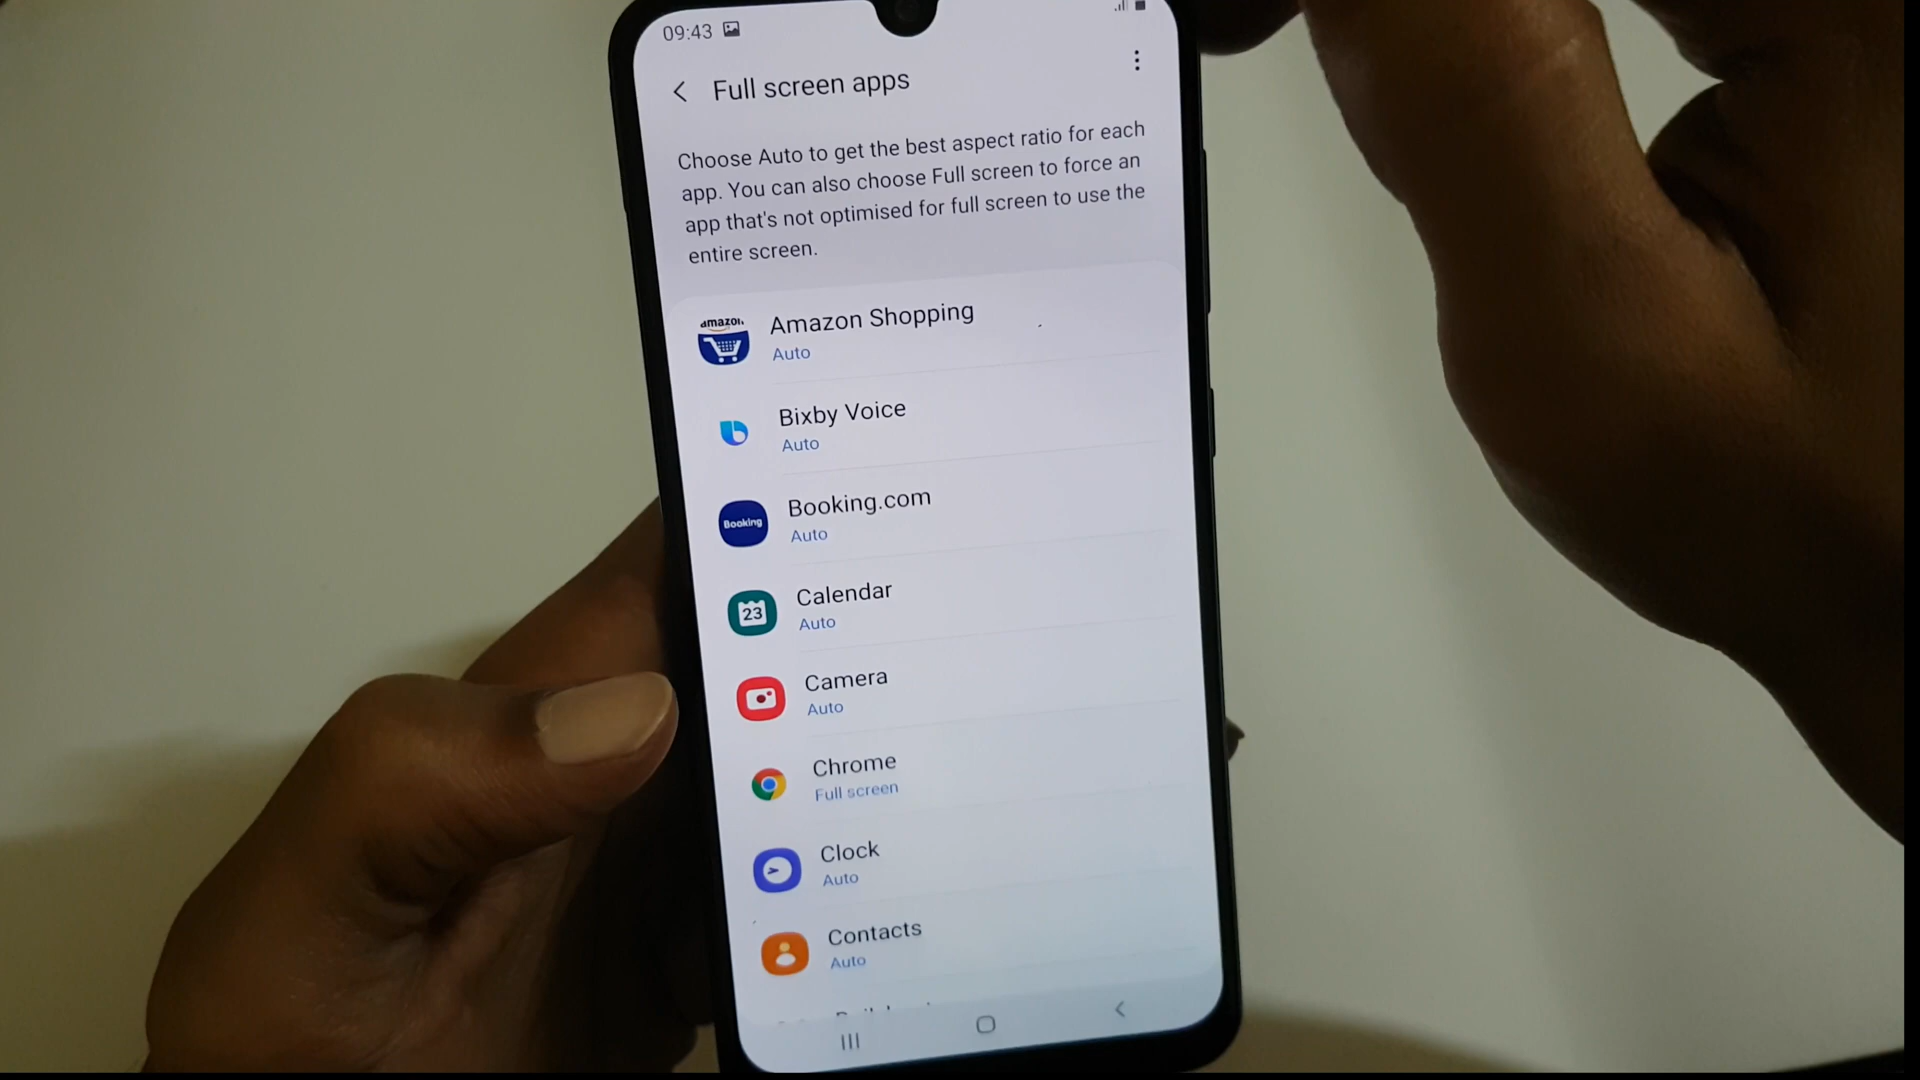 09:43
Full screen apps
Choose Auto to get the best aspect ratio for each
app. You can also choose Full screen to force an
app that's not optimised for full screen to use the
entire screen.
amazon
Amazon Shopping
Auto
Bixby Voice
Auto
Booking
Booking.com
Auto
23
Calendar
Auto
Camera
Auto
Chrome
Full screen
Clock
Auto
Contacts
Auto